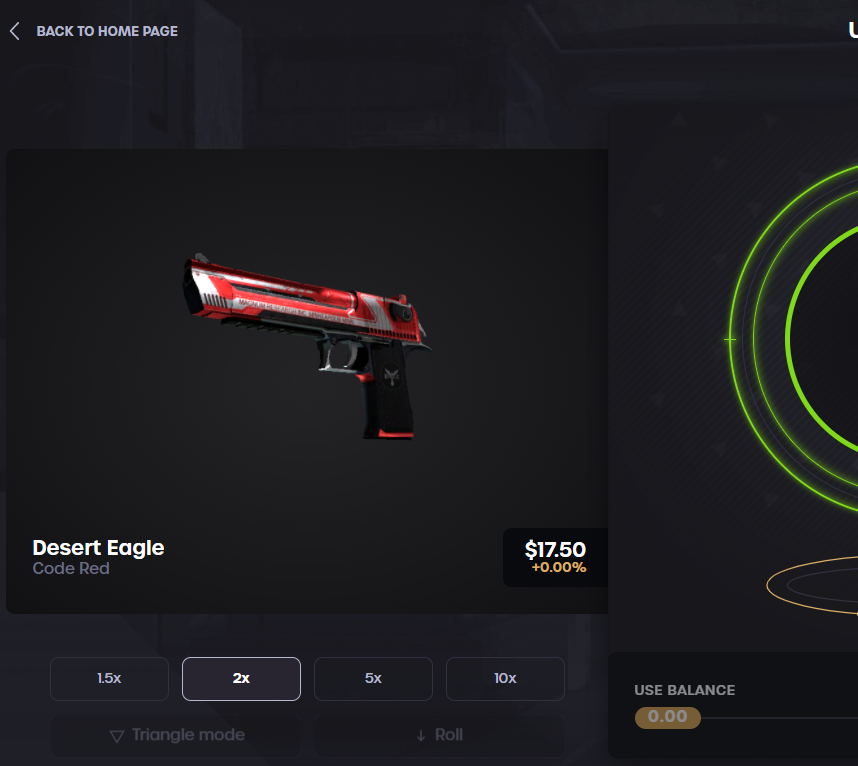 BACK TO HOME PAGE
Desert Eagle
Code Red
$17.50
+0.00%
1.5x
2x
5x
10x
Triangle mode
Roll
USE BALANCE
0.00